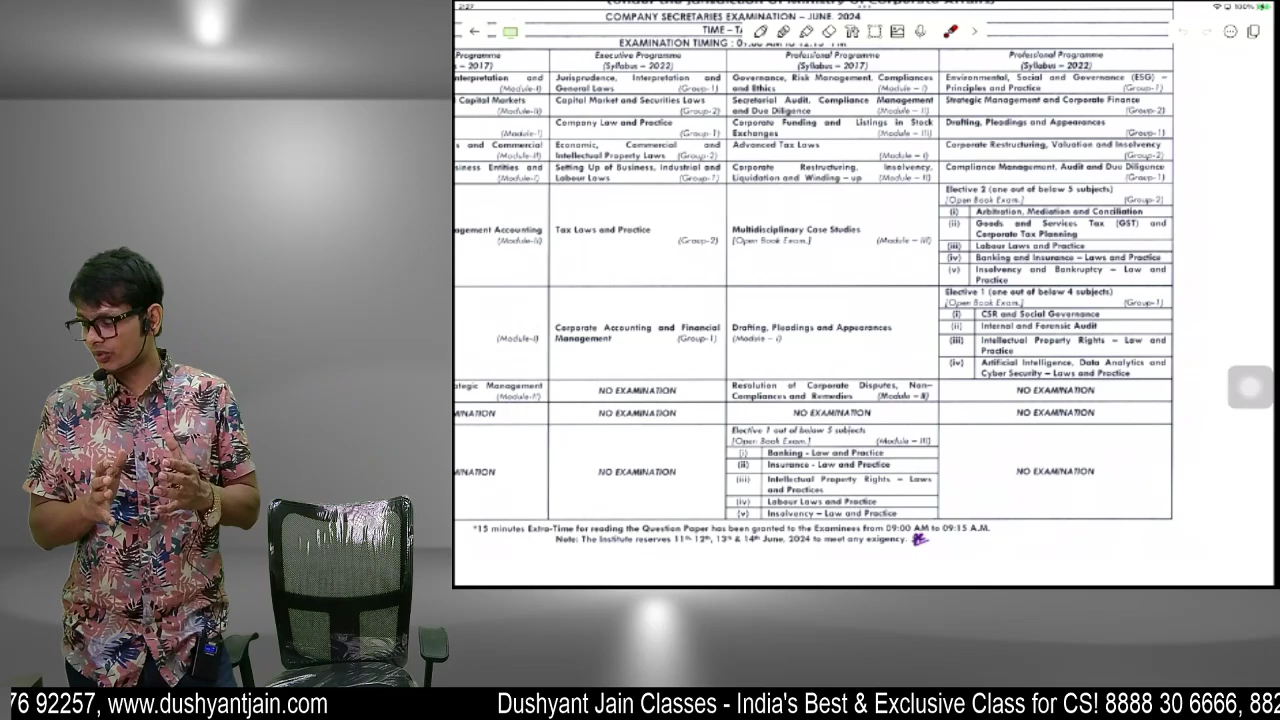 2:27
100%
COMPANY SECRETARIES EXAMINATION – JUNE, 2024
Programme
– 2017)
Executive Programme
(Syllabus – 2022)
Professional Programme
(Syllabus – 2017)
Professional Programme
(Syllabus – 2022)
nterpretation and
(Module-I)
Jurisprudence, Interpretation and
General Laws (Group-1)
Governance, Risk Management, Compliances
and Ethics (Module – I)
Environmental, Social and Governance (ESG) –
Principles and Practice (Group-1)
Capital Markets
(Module-II)
Capital Market and Securities Laws
(Group-2)
Secretarial Audit, Compliance Management
and Due Diligence (Module – II)
Strategic Management and Corporate Finance
(Group-2)
(Module-I)
Company Law and Practice
(Group-1)
Corporate Funding and Listings in Stock
Exchanges (Module – III)
Drafting, Pleadings and Appearances
(Group-1)
s and Commercial
(Module-II)
Economic, Commercial and
Intellectual Property Laws (Group-2)
Advanced Tax Laws
(Module – I)
Corporate Restructuring, Valuation and Insolvency
(Group-2)
siness Entities and
(Module-I)
Setting Up of Business, Industrial and
Labour Laws (Group-1)
Corporate Restructuring, Insolvency,
Liquidation and Winding – up (Module – II)
Compliance Management, Audit and Due Diligence
(Group-1)
agement Accounting
(Module-II)
Tax Laws and Practice
(Group-2)
Multidisciplinary Case Studies
[Open Book Exam.] (Module – III)
Elective 2 (one out of below 5 subjects)
[Open Book Exam.] (Group-2)
(i) Arbitration, Mediation and Conciliation
(ii) Goods and Services Tax (GST) and
Corporate Tax Planning
(iii) Labour Laws and Practice
(iv) Banking and Insurance – Laws and Practice
(v) Insolvency and Bankruptcy – Law and
Practice
(Module-I)
Corporate Accounting and Financial
Management (Group-1)
Drafting, Pleadings and Appearances
(Module – I)
Elective 1 (one out of below 4 subjects)
[Open Book Exam.] (Group-1)
(i) CSR and Social Governance
(ii) Internal and Forensic Audit
(iii) Intellectual Property Rights – Law and
Practice
(iv) Artificial Intelligence, Data Analytics and
Cyber Security – Laws and Practice
ategic Management
(Module-II)
NO EXAMINATION
Resolution of Corporate Disputes, Non–
Compliances and Remedies (Module – II)
NO EXAMINATION
MINATION
NO EXAMINATION
NO EXAMINATION
NO EXAMINATION
MINATION
NO EXAMINATION
Elective 1 out of below 5 subjects
[Open Book Exam.] (Module – III)
(i) Banking - Law and Practice
(ii) Insurance - Law and Practice
(iii) Intellectual Property Rights – Laws
and Practices
(iv) Labour Laws and Practice
(v) Insolvency – Law and Practice
NO EXAMINATION
*15 minutes Extra-Time for reading the Question Paper has been granted to the Examinees from 09:00 AM to 09:15 A.M.
Note: The Institute reserves 11th, 12th, 13th & 14th June, 2024 to meet any exigency.
76 92257, www.dushyantjain.com
Dushyant Jain Classes - India's Best & Exclusive Class for CS! 8888 30 6666, 882